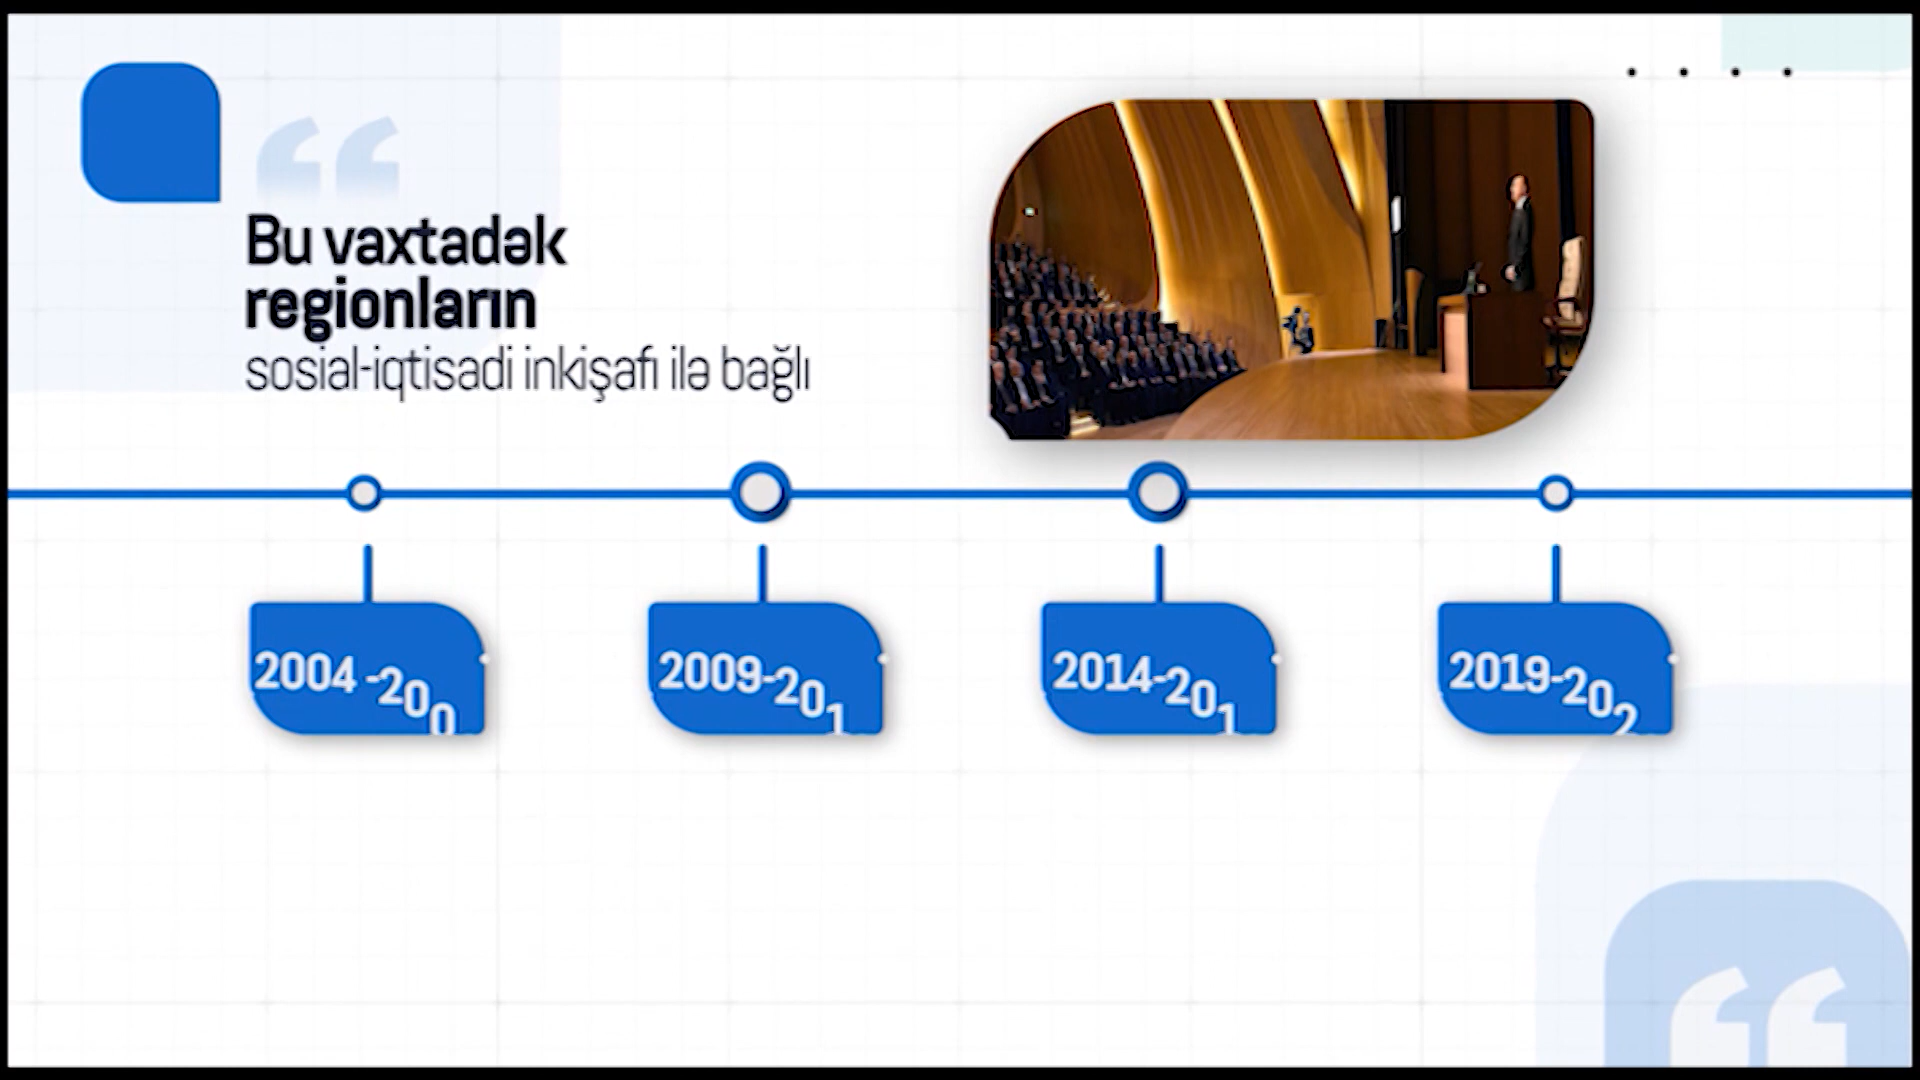 Bu vaxtadək
regionların
sosial-iqtisadi inkişafı ilə bağlı
2004 -200
2009-201
2014-201
2019-202